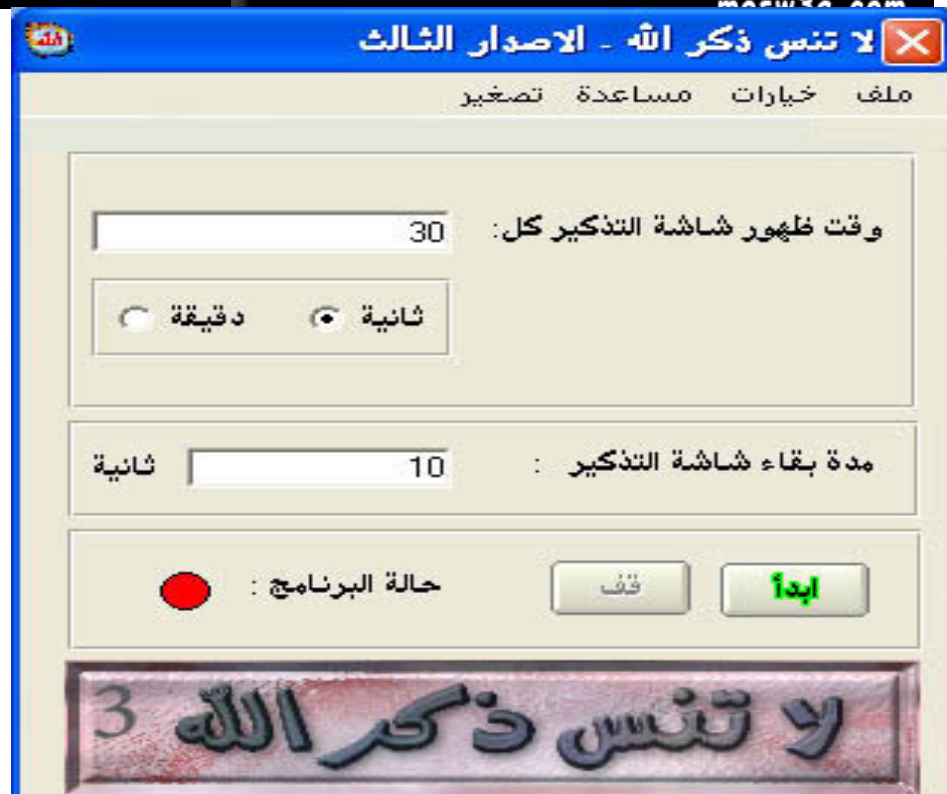 لا تنس ذكر الله - الاصدار الثالث
ملف خيارات مساعدة تصغير
وقت ظهور شاشة التذكير كل: 30
ثانية دقيقة
مدة بقاء شاشة التذكير : 10 ثانية
ابدأ قف حالة البرنامج :
لا تنس ذكر الله 3